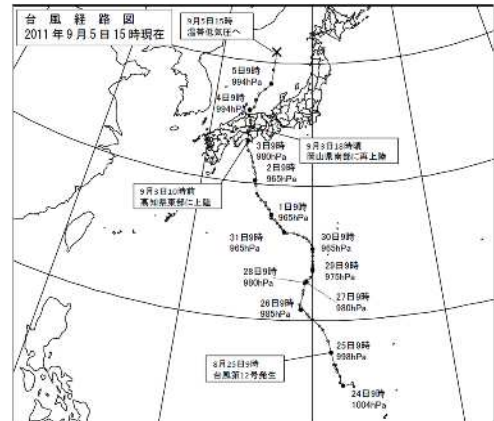 台風経路図
2011年9月5日15時現在
9月5日15時
温帯低気圧へ
5日9時
994hPa
4日9時
994hPa
3日9時
980hPa
9月3日18時頃
岡山県南部に再上陸
2日9時
965hPa
9月3日10時前
高知県東部に上陸
1日9時
965hPa
31日9時
965hPa
30日9時
965hPa
29日9時
975hPa
28日9時
980hPa
27日9時
980hPa
26日9時
985hPa
25日9時
998hPa
8月25日9時
台風第12号発生
24日9時
1004hPa